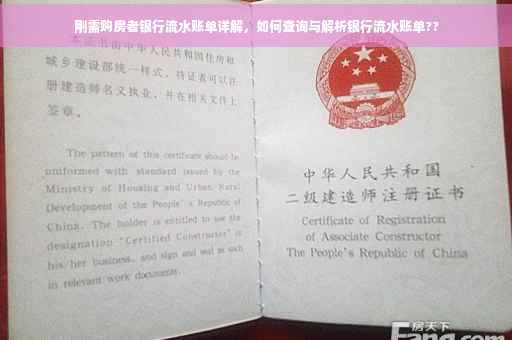 刚需购房者银行流水账单详解，如何查询与解析银行流水账单??
本证书由中华人民共和国住房和
城乡建设部统一样式，持证者可以注
册建造师名义执业，并在相关文件上
签章。
The pattern of this certificate should be
uniformed with standard issued by the
Ministry of Housing and Urban Rural
Development of the People's Republic of
China. The holder is entitled to use the
designation "Certified Constructor" in
his/her business, and sign and seal as such
in relevant work documents.
中华人民共和国
二级建造师注册证书
Certificate of Registration
of Associate Constructor
The People's Republic of China
房天下
Fang.com